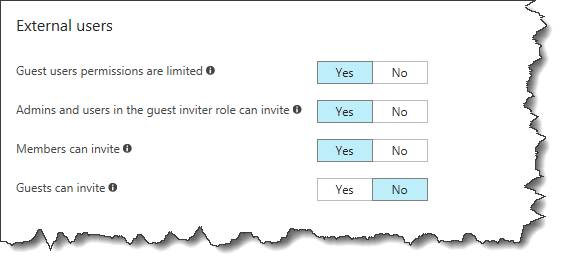 External users
Guest users permissions are limited Yes No
Admins and users in the guest inviter role can invite Yes No
Members can invite Yes No
Guests can invite Yes No